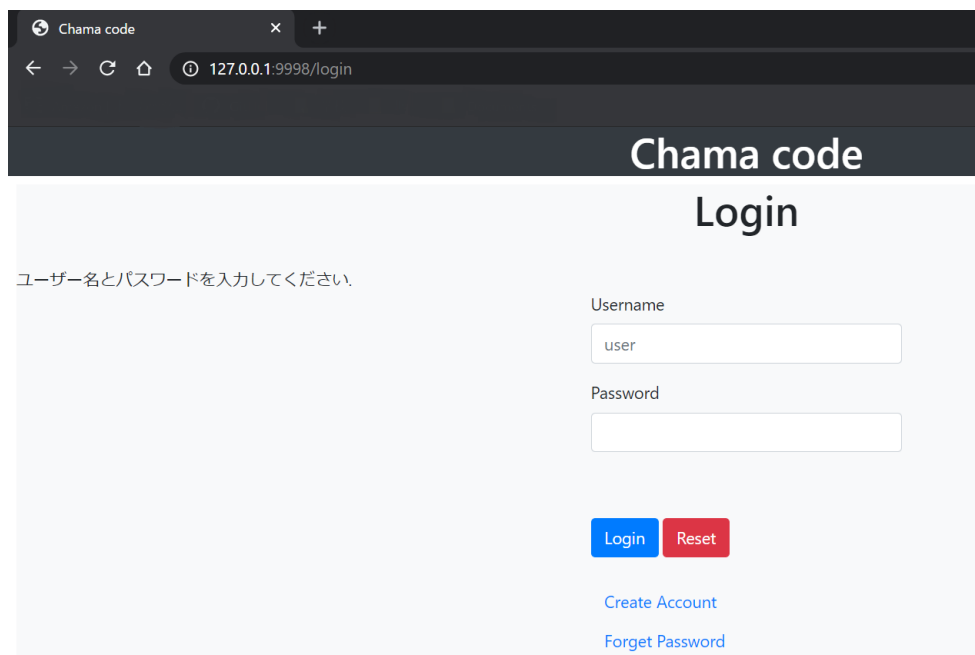 Chama code
127.0.0.1:9998/login
Chama code
Login
ユーザー名とパスワードを入力してください.
Username
user
Password
Login Reset
Create Account
Forget Password